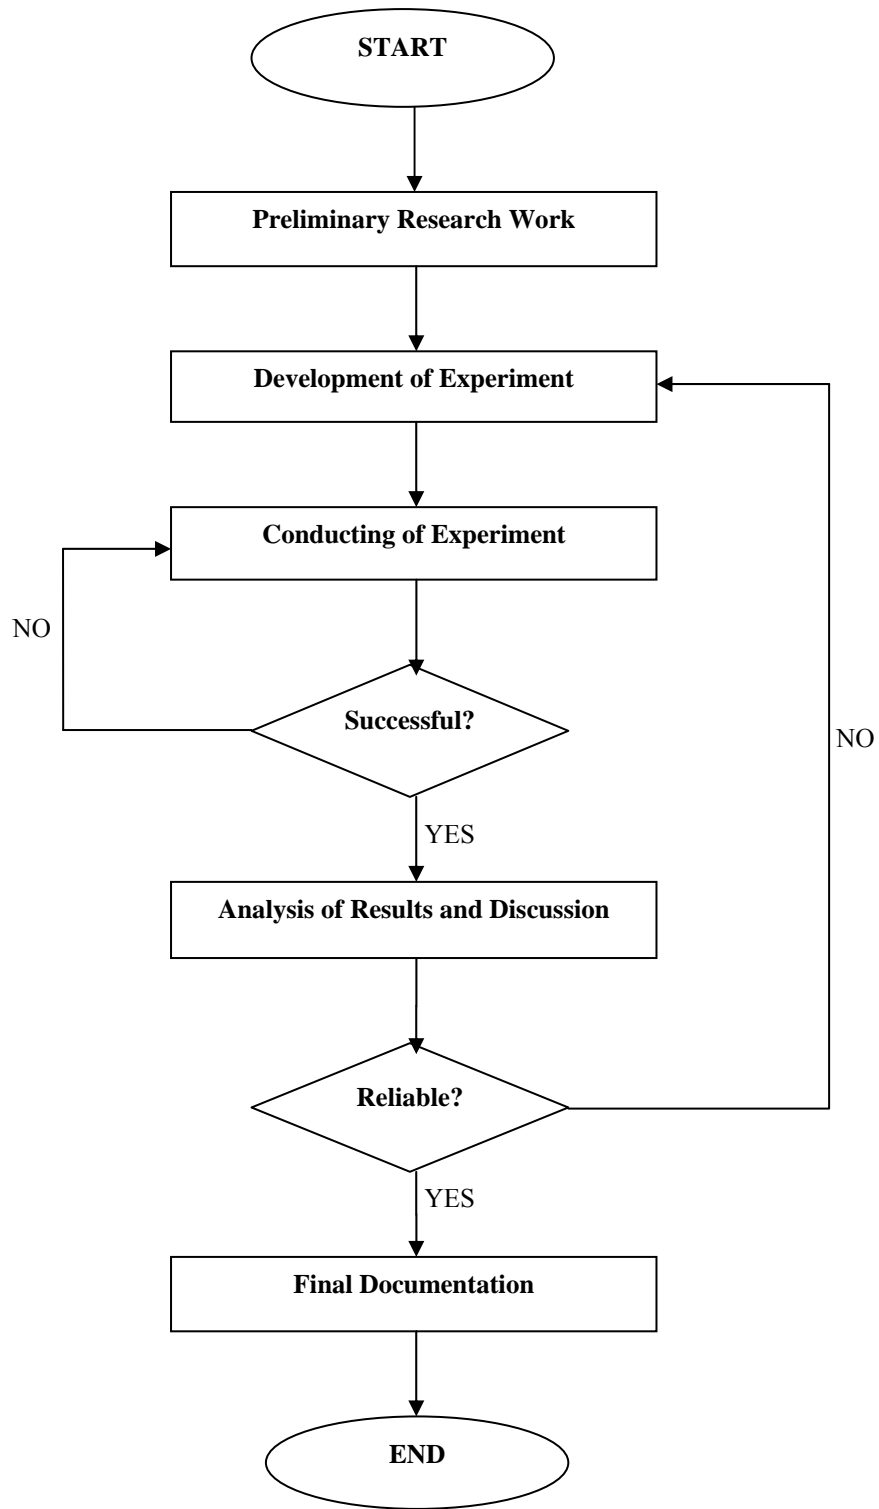 START
Preliminary Research Work
Development of Experiment
Conducting of Experiment
NO
Successful?
NO
YES
Analysis of Results and Discussion
Reliable?
YES
Final Documentation
END